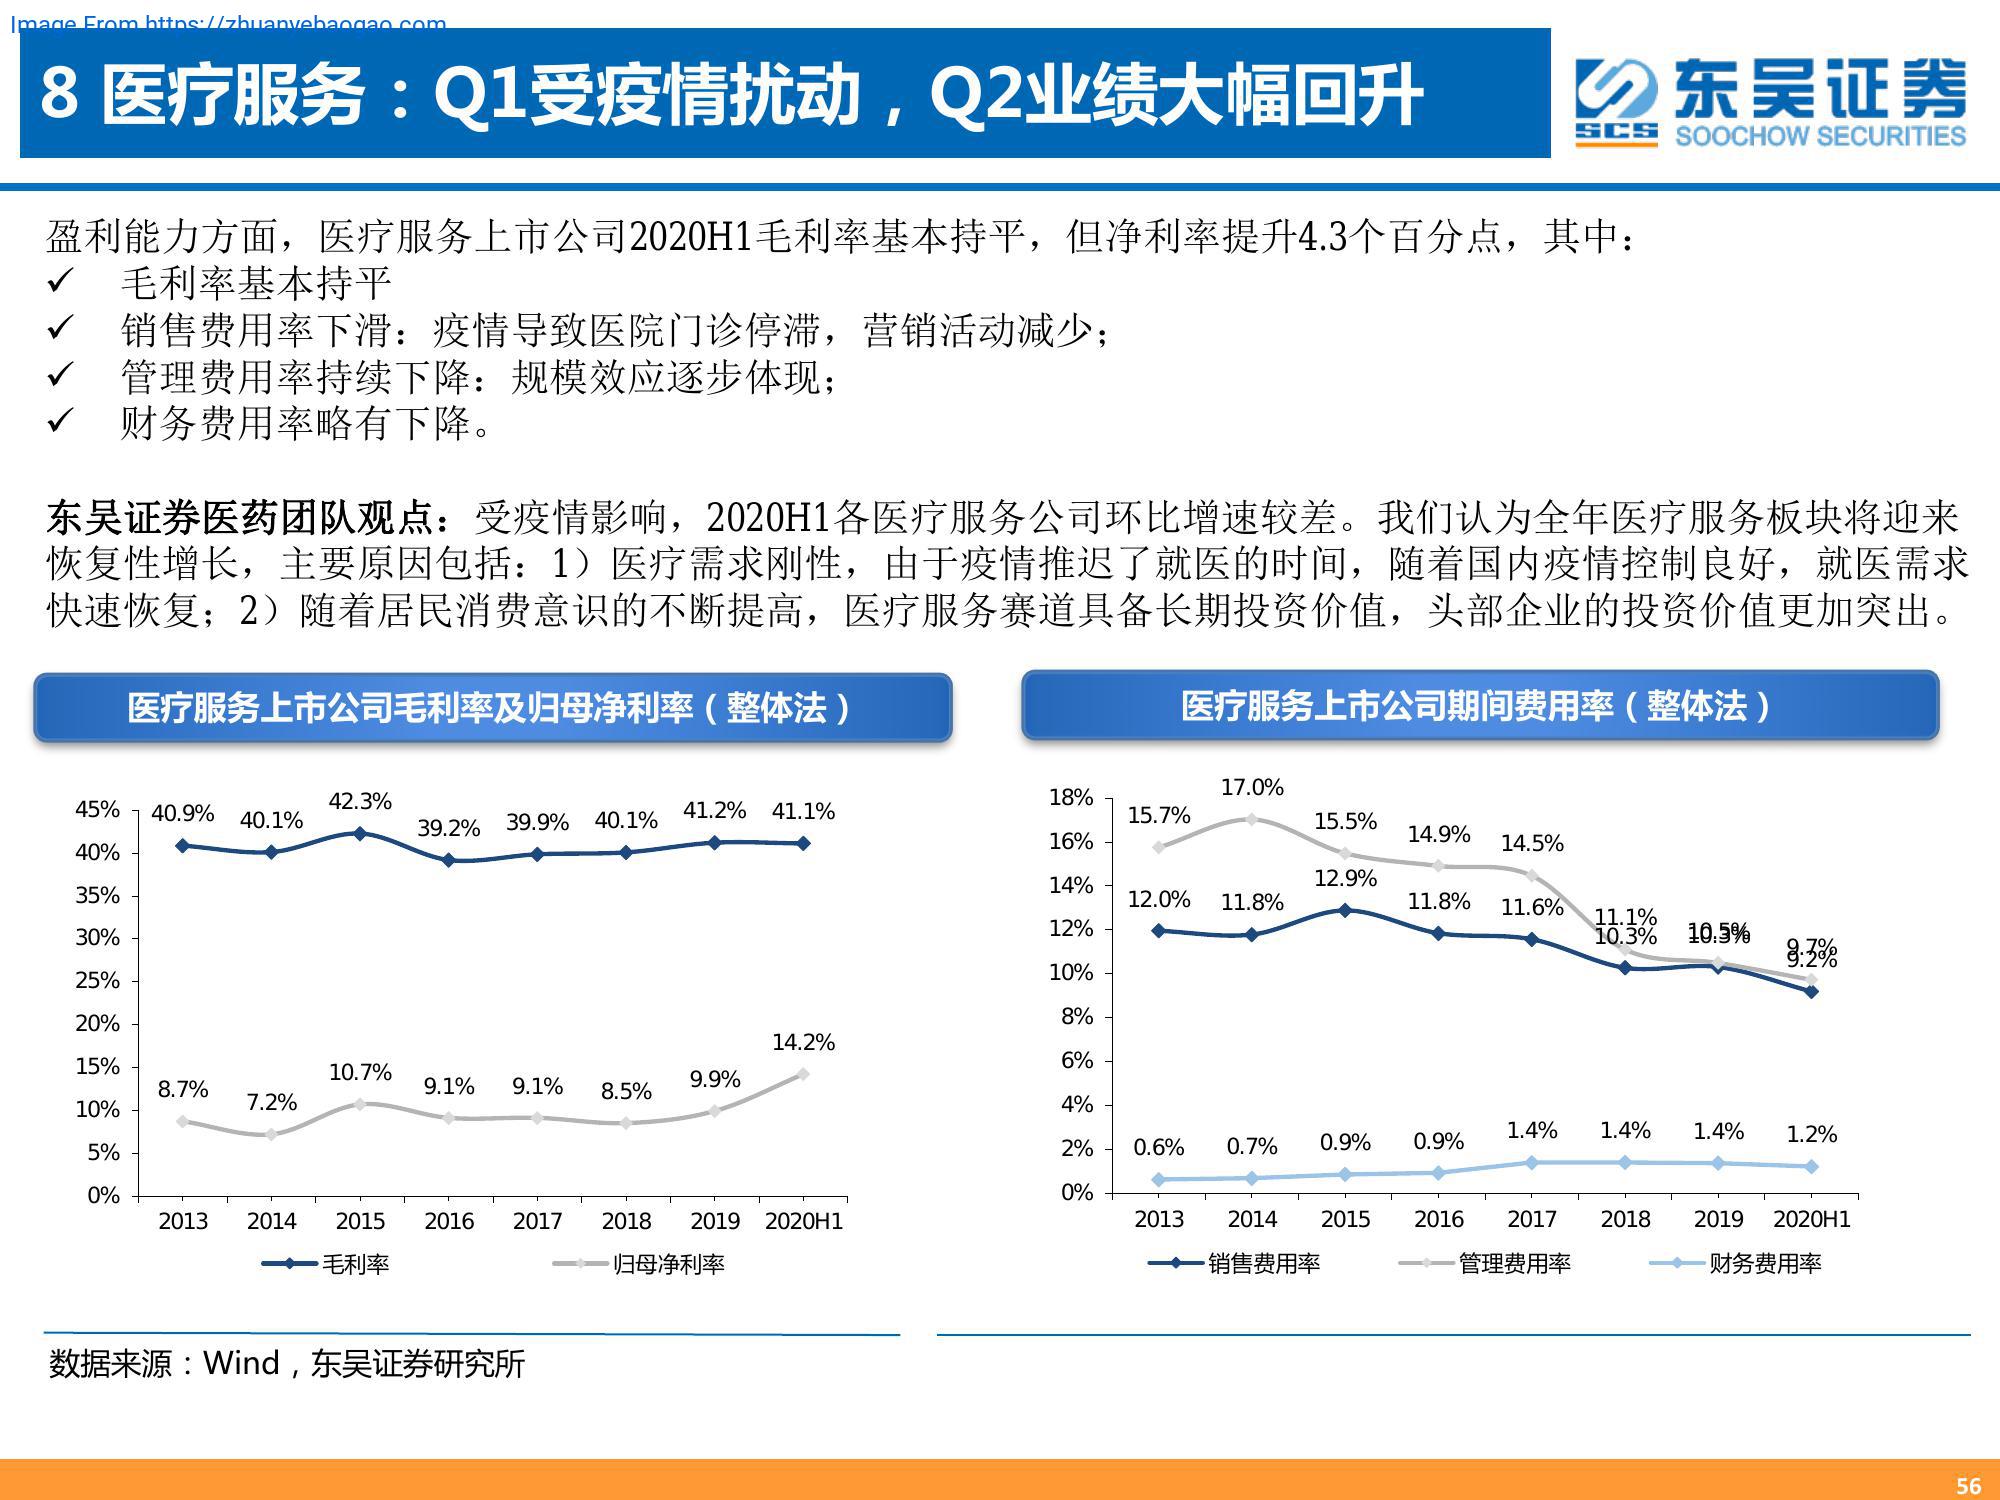 Image From https://zhuanyebaogao.com
8 医疗服务：Q1受疫情扰动，Q2业绩大幅回升
东吴证券
SCS
SOOCHOW SECURITIES
盈利能力方面，医疗服务上市公司2020H1毛利率基本持平，但净利率提升4.3个百分点，其中：
✓ 毛利率基本持平
✓ 销售费用率下滑：疫情导致医院门诊停滞，营销活动减少；
✓ 管理费用率持续下降：规模效应逐步体现；
✓ 财务费用率略有下降。
东吴证券医药团队观点：受疫情影响，2020H1各医疗服务公司环比增速较差。我们认为全年医疗服务板块将迎来
恢复性增长，主要原因包括：1）医疗需求刚性，由于疫情推迟了就医的时间，随着国内疫情控制良好，就医需求
快速恢复；2）随着居民消费意识的不断提高，医疗服务赛道具备长期投资价值，头部企业的投资价值更加突出。
医疗服务上市公司毛利率及归母净利率（整体法）
45%
40%
35%
30%
25%
20%
15%
10%
5%
0%
40.9% 40.1% 42.3% 39.2% 39.9% 40.1% 41.2% 41.1%
8.7% 7.2% 10.7% 9.1% 9.1% 8.5% 9.9% 14.2%
2013 2014 2015 2016 2017 2018 2019 2020H1
毛利率 归母净利率
医疗服务上市公司期间费用率（整体法）
18%
16%
14%
12%
10%
8%
6%
4%
2%
0%
15.7% 17.0% 15.5% 14.9% 14.5% 11.1% 10.5% 9.7%
12.0% 11.8% 12.9% 11.8% 11.6% 10.3% 10.3% 9.2%
0.6% 0.7% 0.9% 0.9% 1.4% 1.4% 1.4% 1.2%
2013 2014 2015 2016 2017 2018 2019 2020H1
销售费用率 管理费用率 财务费用率
数据来源：Wind，东吴证券研究所
56